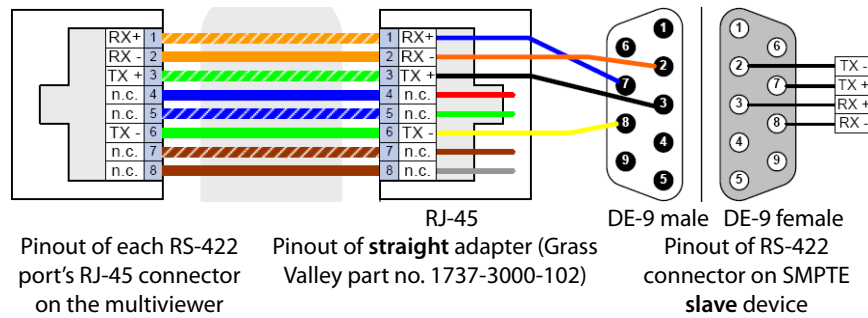 RX+ 1
RX - 2
TX + 3
n.c. 4
n.c. 5
TX - 6
n.c. 7
n.c. 8
1 RX+
2 RX -
3 TX +
4 n.c.
5 n.c.
6 TX -
7 n.c.
8 n.c.
1
6
2
7
3
8
4
9
5
1
6
2
7
3
8
4
9
5
TX -
TX +
RX +
RX -
RJ-45
DE-9 male
DE-9 female
Pinout of each RS-422
port's RJ-45 connector
on the multiviewer
Pinout of straight adapter (Grass
Valley part no. 1737-3000-102)
Pinout of RS-422
connector on SMPTE
slave device